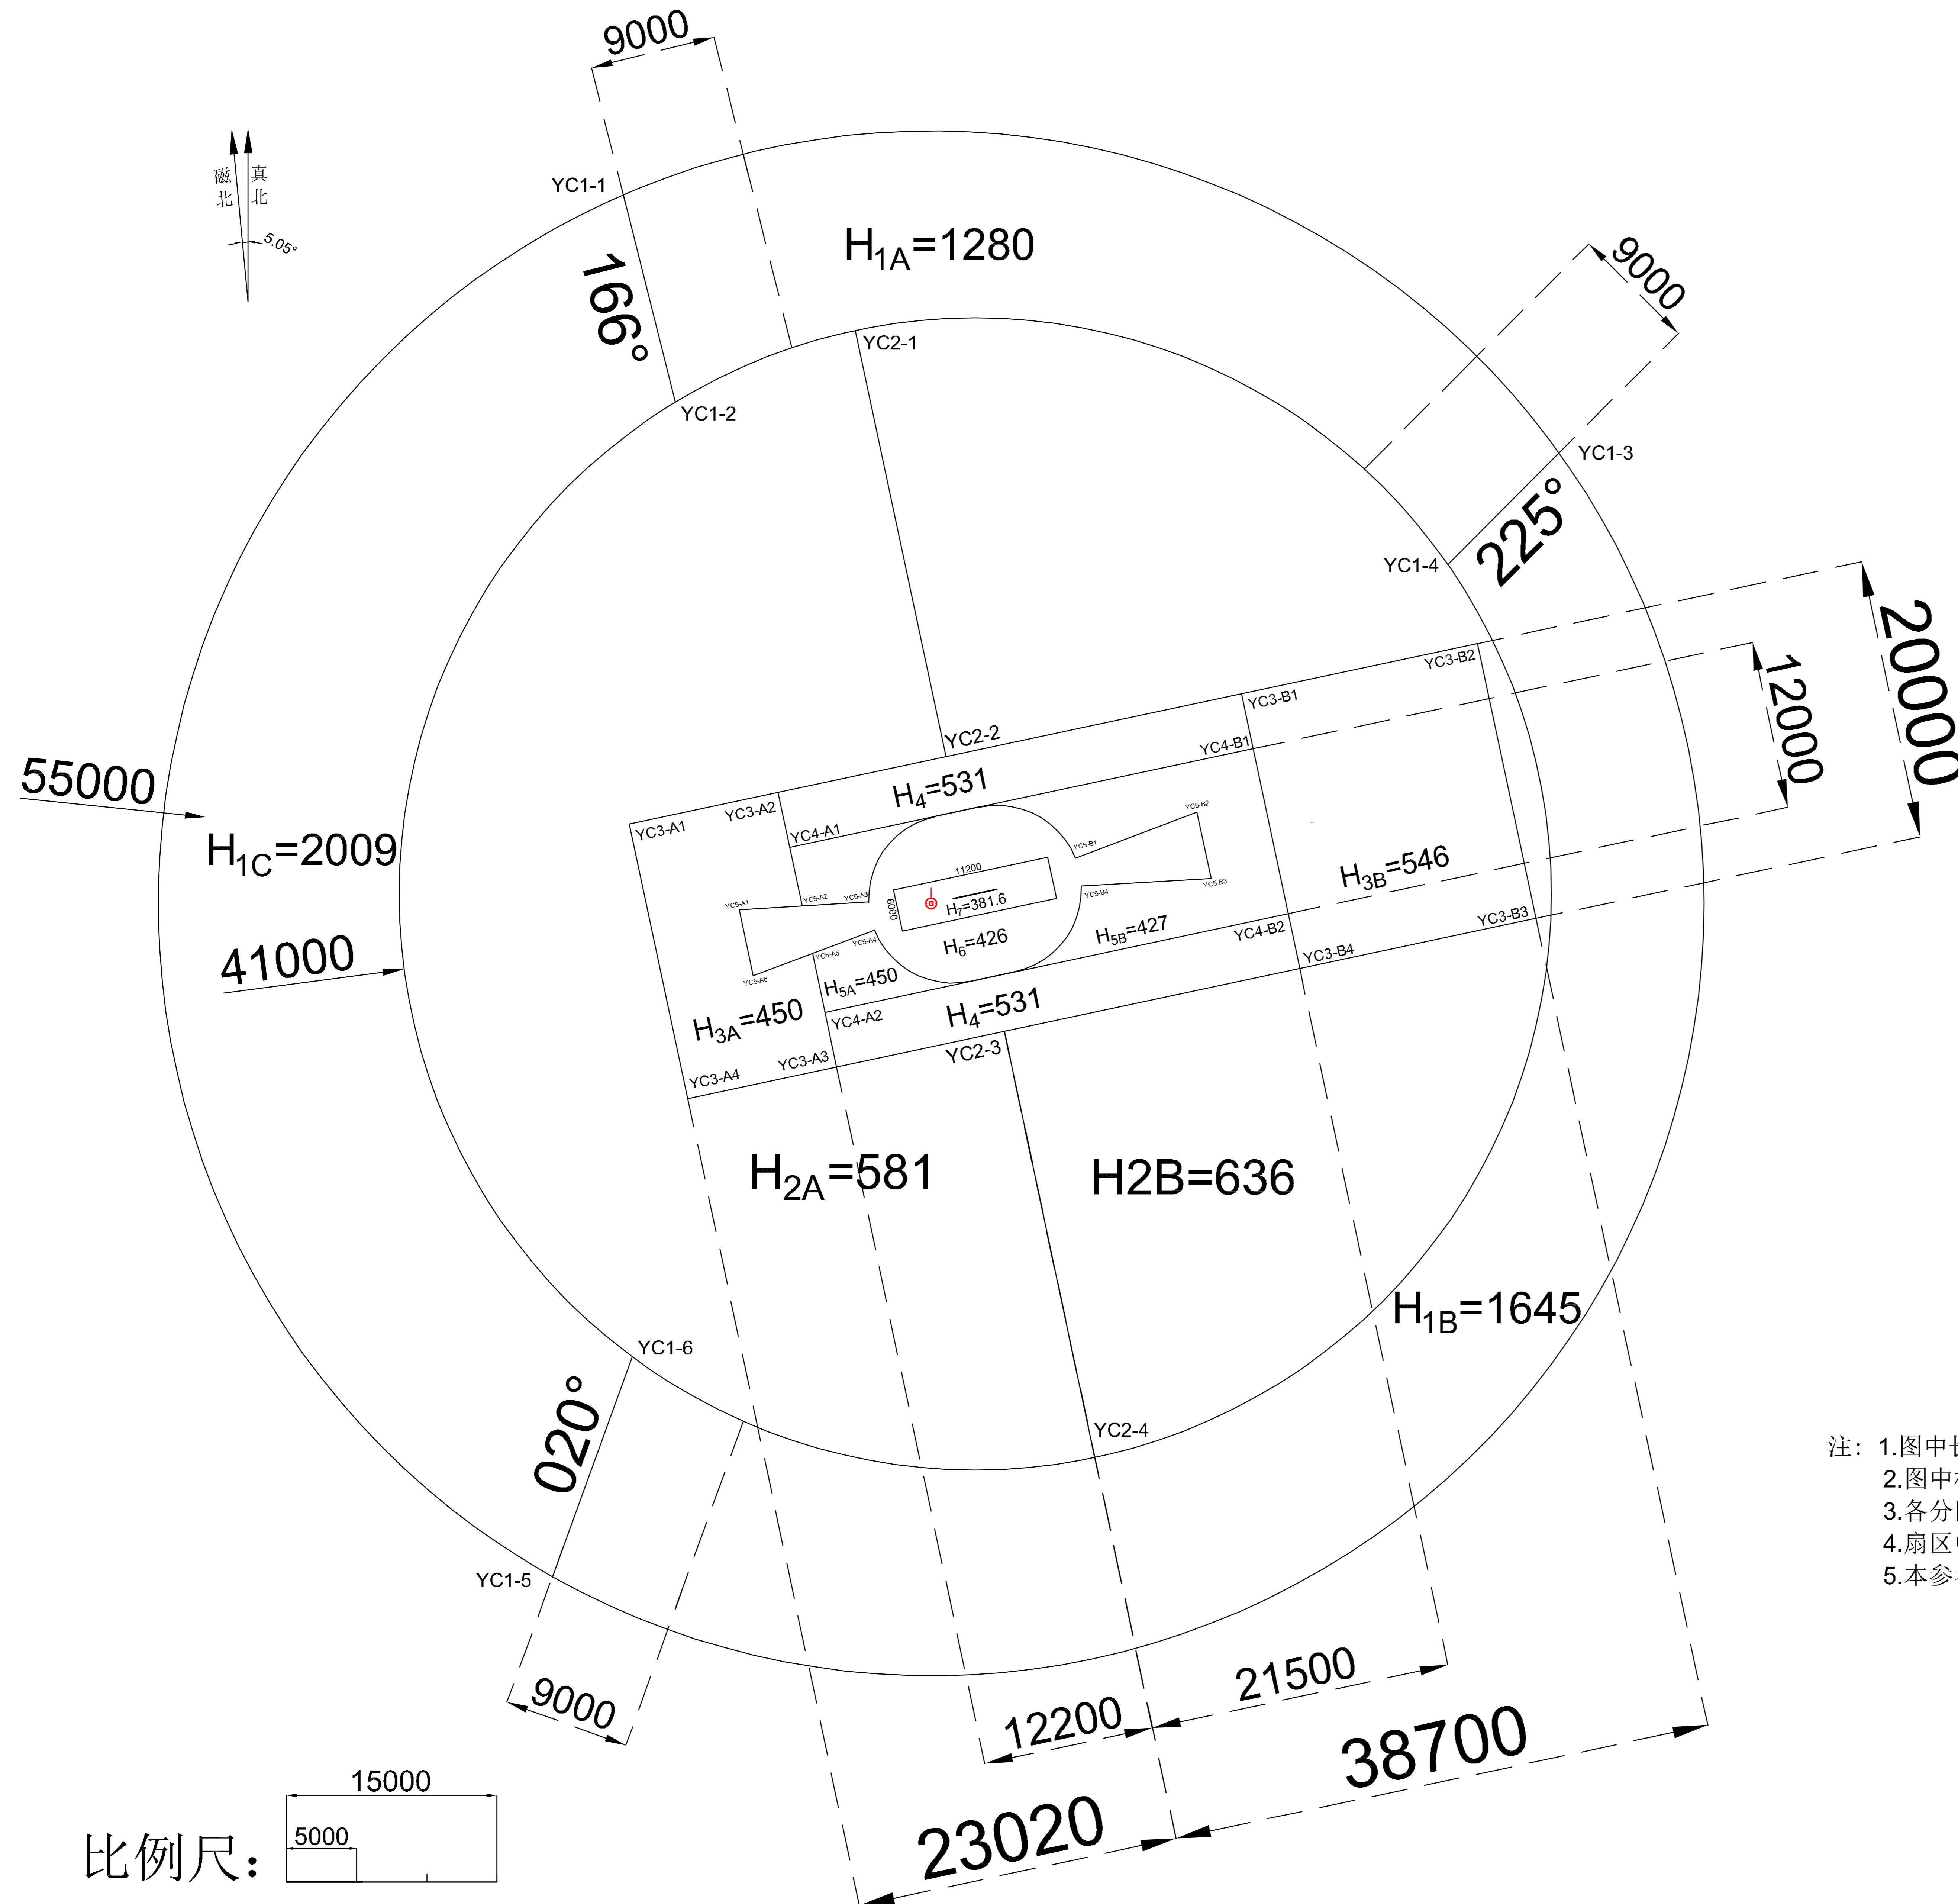 9000
磁北
真北
5.05°
YC1-1
H1A=1280
166°
9000
YC2-1
YC1-2
YC1-3
225°
YC1-4
20000
12000
YC3-B2
YC3-B1
YC2-2
YC4-B1
55000
H4=531
YC3-A2
YC3-A1
YC4-A1
YC5-B2
YC5-B1
H1C=2009
11200
H3B=546
YC5-A1
YC5-A2
YC5-A3
6000
H7=381.6
YC5-B4
YC5-B3
YC3-B3
H5B=427
YC4-B2
H6=426
YC5-A4
YC5-A5
YC3-B4
41000
YC5-A6
H5A=450
H3A=450
YC4-A2
H4=531
YC2-3
YC3-A3
YC3-A4
H2A=581
H2B=636
H1B=1645
YC1-6
020°
YC2-4
YC1-5
注：1.图中
2.图中
3.各分
4.扇区
5.本参
9000
21500
12200
38700
23020
15000
5000
比例尺：